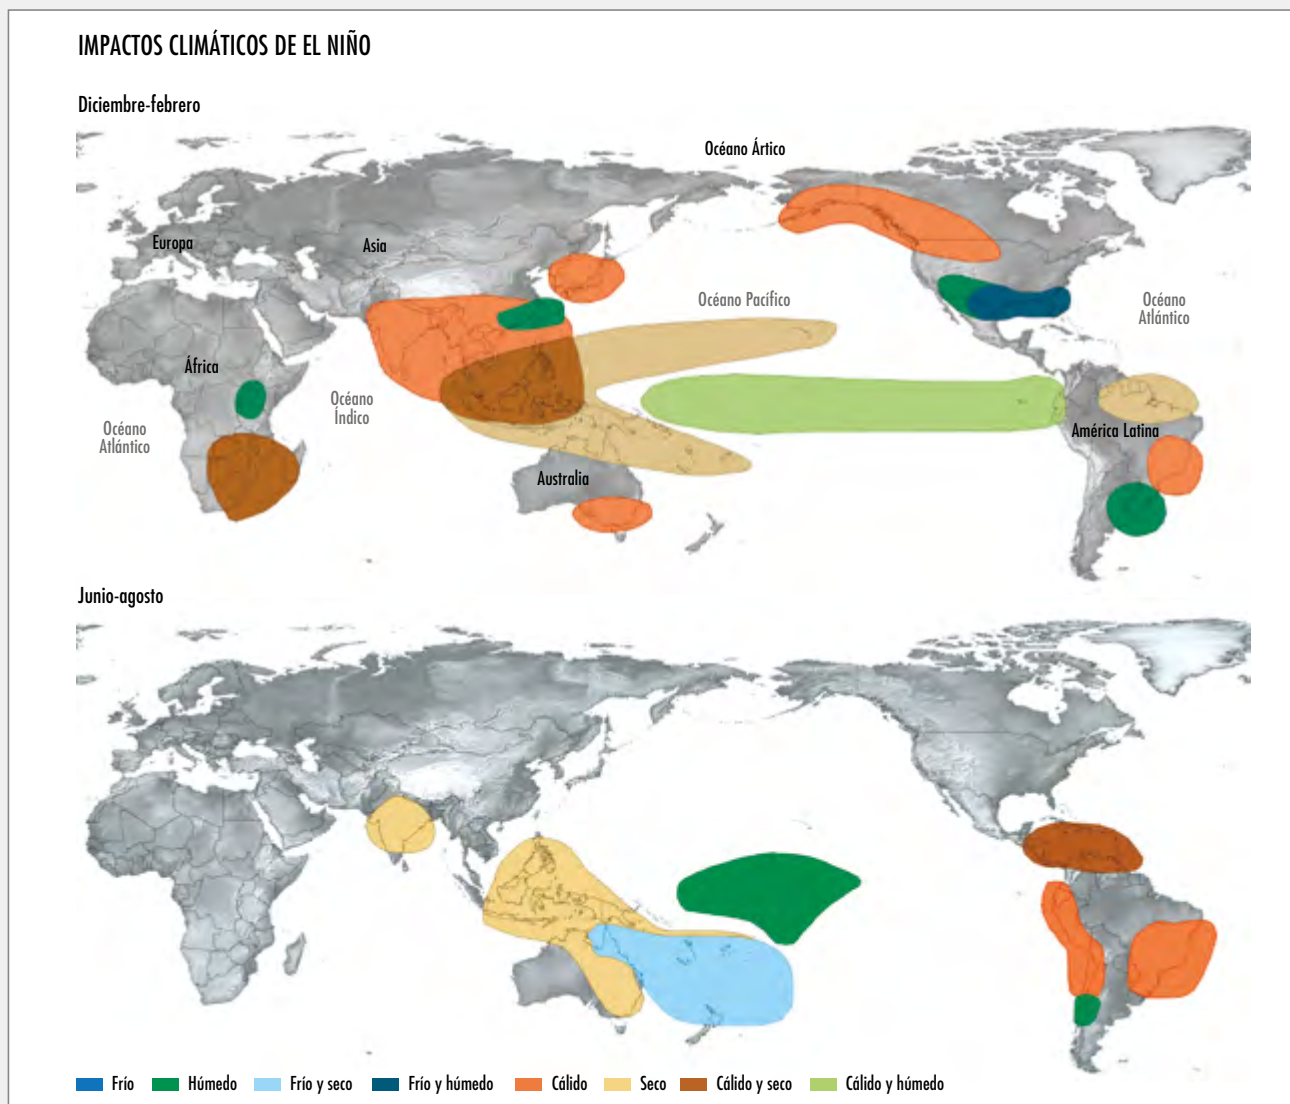 IMPACTOS CLIMÁTICOS DE EL NIÑO
Diciembre-febrero
Océano Ártico
Europa
Asia
Océano Pacífico
Océano
Atlántico
África
Océano
Índico
Océano
Atlántico
América Latina
Australia
Junio-agosto
Frío
Húmedo
Frío y seco
Frío y húmedo
Cálido
Seco
Cálido y seco
Cálido y húmedo